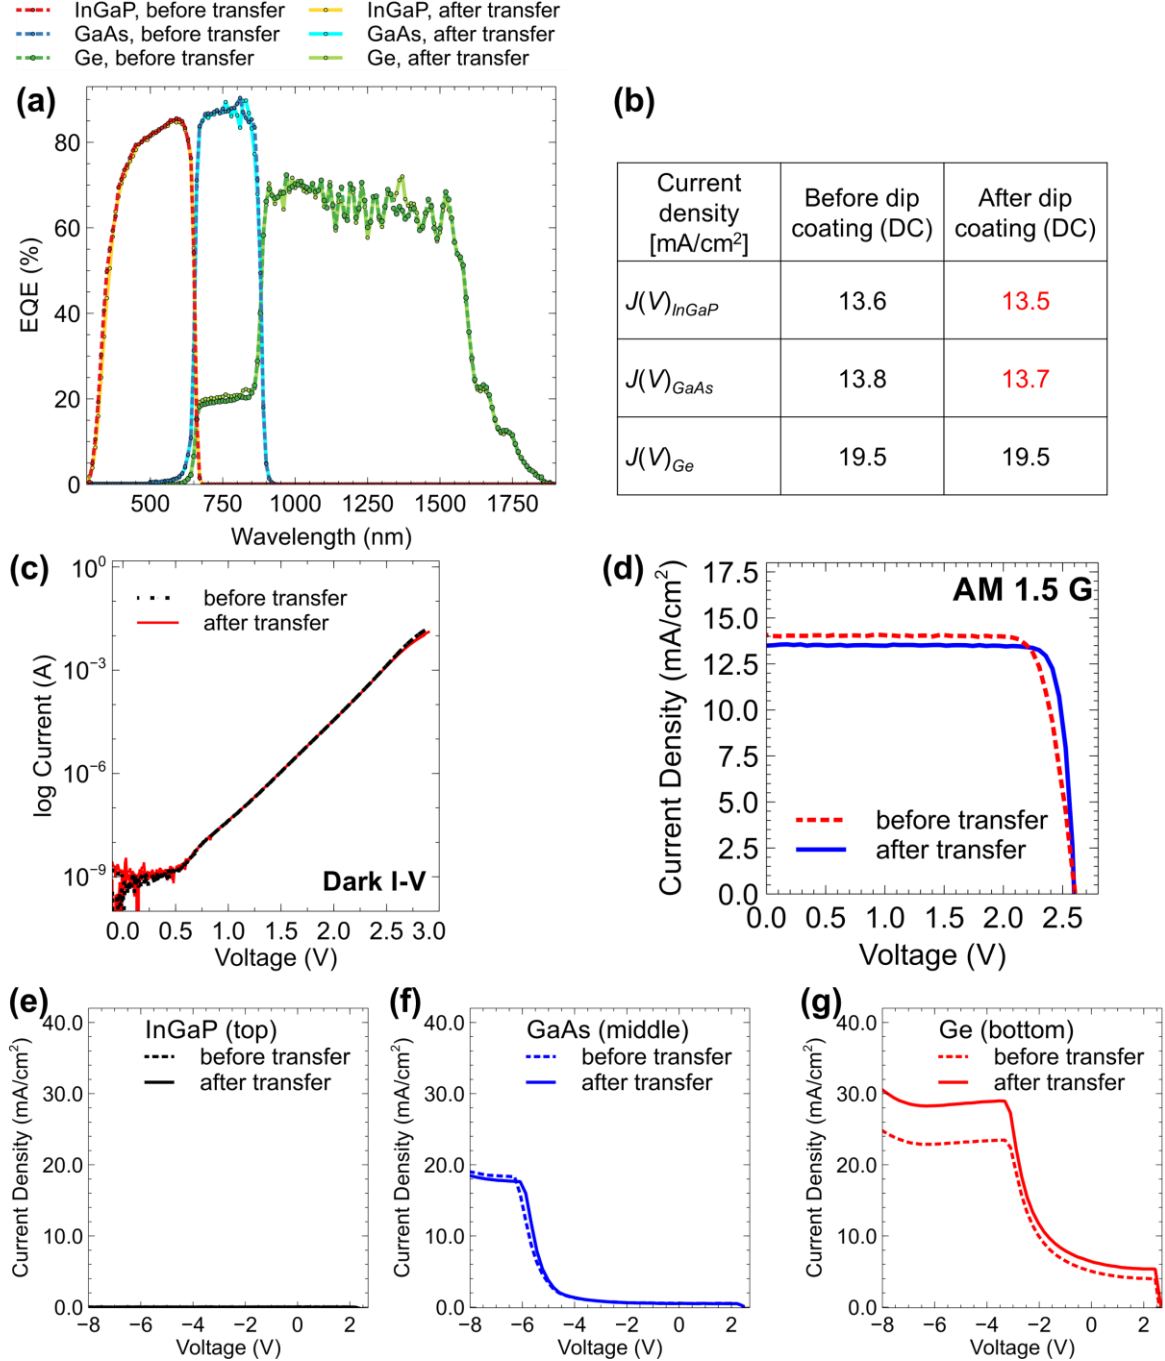 InGaP, before transfer InGaP, after transfer
GaAs, before transfer GaAs, after transfer
Ge, before transfer Ge, after transfer
(a)
80
60
40
20
0
EQE (%)
500 750 1000 1250 1500 1750
Wavelength (nm)
(b)
Current density [mA/cm²] Before dip coating (DC) After dip coating (DC)
J(V)InGaP 13.6 13.5
J(V)GaAs 13.8 13.7
J(V)Ge 19.5 19.5
(c)
10⁰
10⁻³
10⁻⁶
10⁻⁹
log Current (A)
before transfer
after transfer
Dark I-V
0.0 0.5 1.0 1.5 2.0 2.5 3.0
Voltage (V)
(d)
17.5
15.0
12.5
10.0
7.5
5.0
2.5
0.0
Current Density (mA/cm²)
AM 1.5 G
before transfer
after transfer
0.0 0.5 1.0 1.5 2.0 2.5
Voltage (V)
(e)
40.0
30.0
20.0
10.0
0.0
Current Density (mA/cm²)
InGaP (top)
before transfer
after transfer
−8 −6 −4 −2 0 2
Voltage (V)
(f)
40.0
30.0
20.0
10.0
0.0
Current Density (mA/cm²)
GaAs (middle)
before transfer
after transfer
−8 −6 −4 −2 0 2
Voltage (V)
(g)
40.0
30.0
20.0
10.0
0.0
Current Density (mA/cm²)
Ge (bottom)
before transfer
after transfer
−8 −6 −4 −2 0 2
Voltage (V)